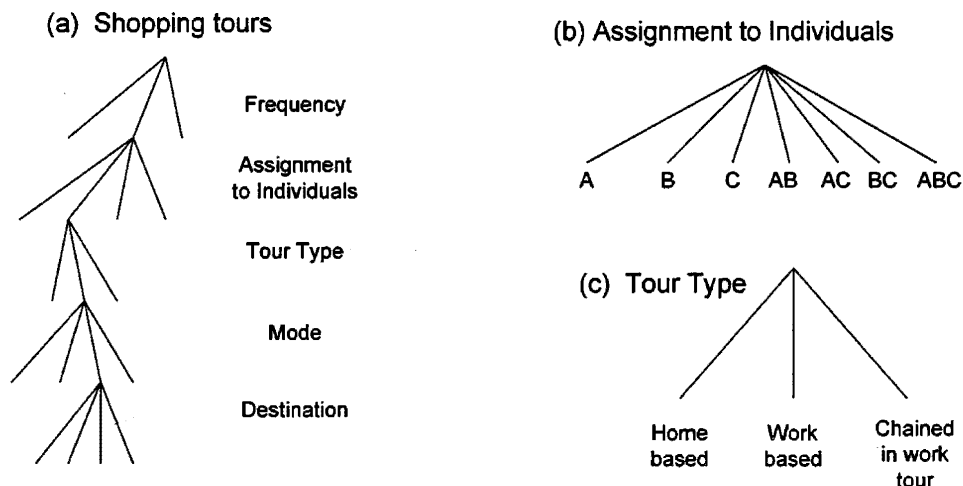 (a) Shopping tours
Frequency
Assignment
to Individuals
Tour Type
Mode
Destination
(b) Assignment to Individuals
A B C AB AC BC ABC
(c) Tour Type
Home
based
Work
based
Chained
in work
tour